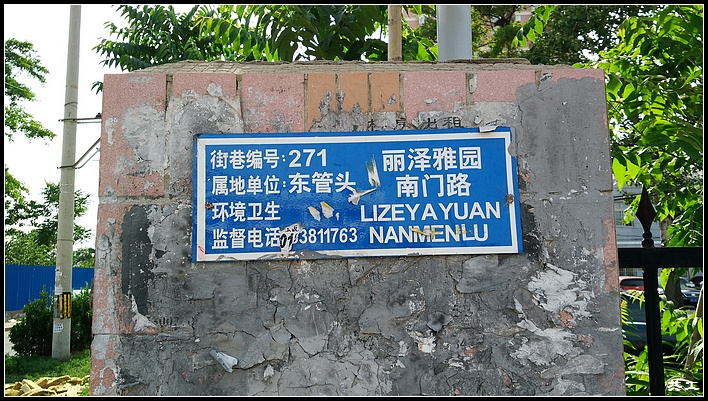 街巷编号:271
属地单位:东管头
环境卫生
监督电话 3811763
丽泽雅园
南门路
LIZEYAYUAN
NANMENLU